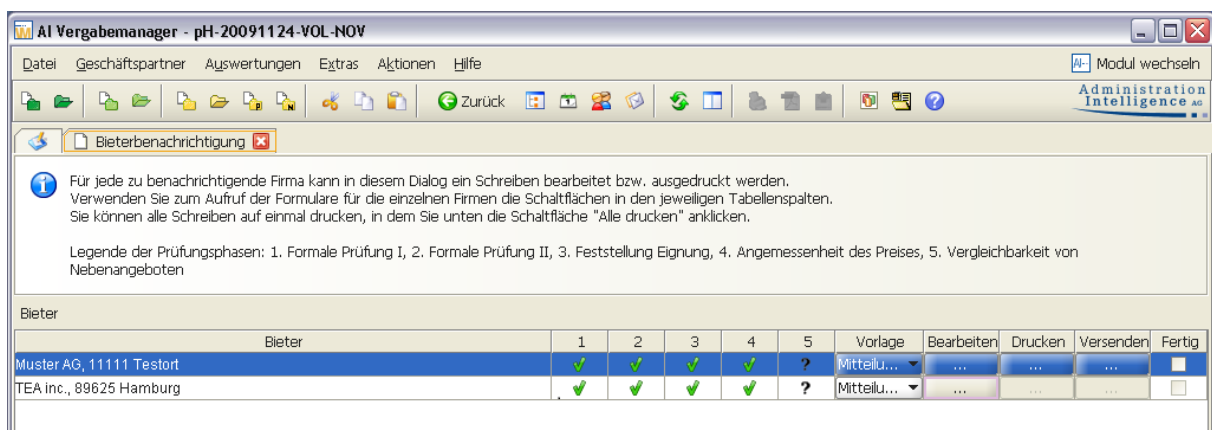 AI Vergabemanager - pH-20091124-VOL-NOV
Datei Geschäftspartner Auswertungen Extras Aktionen Hilfe Modul wechseln
Zurück
Administration
Intelligence AG
Bieterbenachrichtigung
Für jede zu benachrichtigende Firma kann in diesem Dialog ein Schreiben bearbeitet bzw. ausgedruckt werden.
Verwenden Sie zum Aufruf der Formulare für die einzelnen Firmen die Schaltflächen in den jeweiligen Tabellenspalten.
Sie können alle Schreiben auf einmal drucken, in dem Sie unten die Schaltfläche "Alle drucken" anklicken.
Legende der Prüfungsphasen: 1. Formale Prüfung I, 2. Formale Prüfung II, 3. Feststellung Eignung, 4. Angemessenheit des Preises, 5. Vergleichbarkeit von
Nebenangeboten
Bieter
Bieter 1 2 3 4 5 Vorlage Bearbeiten Drucken Versenden Fertig
Muster AG, 11111 Testort ? Mitteilu... ... ... ...
TEA inc., 89625 Hamburg ? Mitteilu... ... ... ...